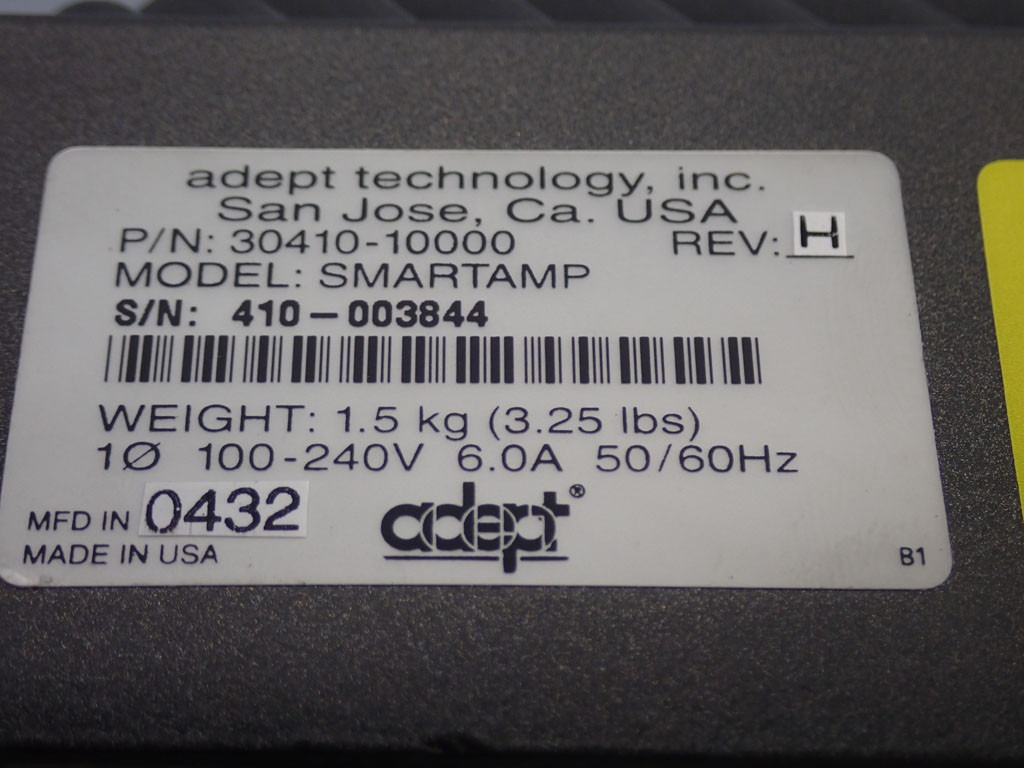 adept technology, inc.
San Jose, Ca. USA
P/N: 30410-10000 REV: H
MODEL: SMARTAMP
S/N: 410-003844
WEIGHT: 1.5 kg (3.25 lbs)
1Ø 100-240V 6.0A 50/60Hz
MFD IN 0432
adept®
MADE IN USA
B1